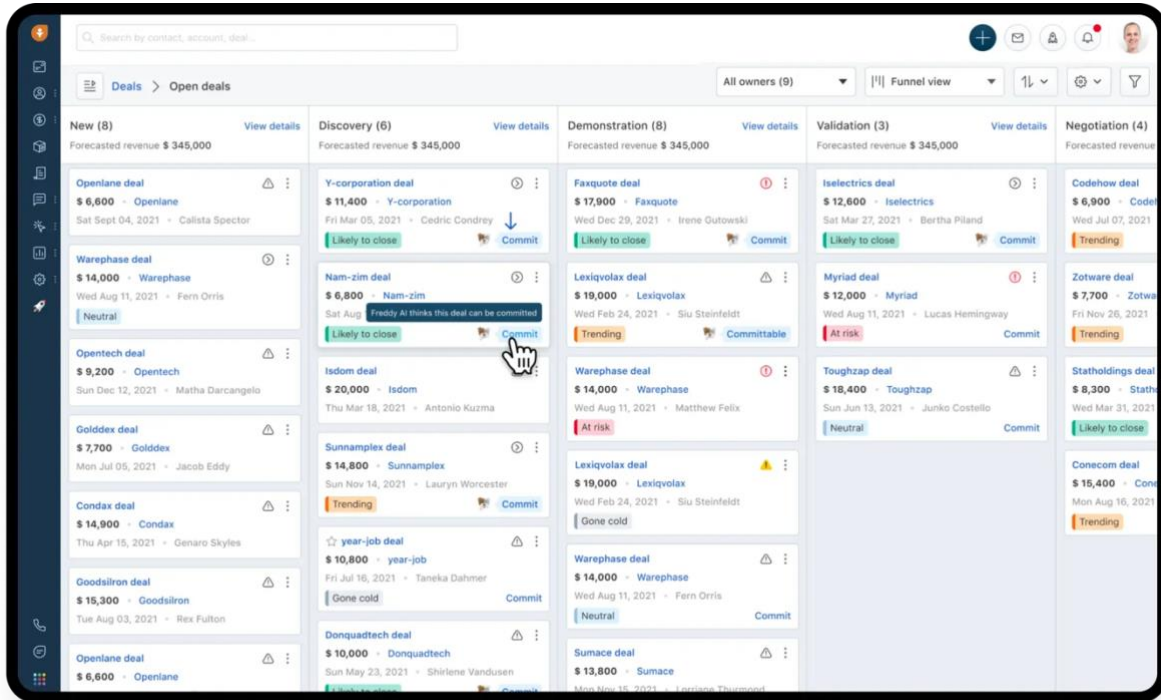 Search by contact, account, deal...
Deals > Open deals
All owners (9)
Funnel view
New (8) View details
Forecasted revenue $ 345,000
Openlane deal
$ 6,600 Openlane
Sat Sept 04, 2021 Calista Spector
Warephase deal
$ 14,000 Warephase
Wed Aug 11, 2021 Fern Orris
Neutral
Opentech deal
$ 9,200 Opentech
Sun Dec 12, 2021 Matha Darcangelo
Golddex deal
$ 7,700 Golddex
Mon Jul 05, 2021 Jacob Eddy
Condax deal
$ 14,900 Condax
Thu Apr 15, 2021 Genaro Skyles
Goodsilron deal
$ 15,300 Goodsilron
Tue Aug 03, 2021 Rex Fulton
Openlane deal
$ 6,600 Openlane
Discovery (6) View details
Forecasted revenue $ 345,000
Y-corporation deal
$ 11,400 Y-corporation
Fri Mar 05, 2021 Cedric Condrey
Likely to close Commit
Nam-zim deal
$ 6,800 Nam-zim
Sat Aug
Freddy AI thinks this deal can be committed
Likely to close Commit
Isdom deal
$ 20,000 Isdom
Thu Mar 18, 2021 Antonio Kuzma
Sunnamplex deal
$ 14,800 Sunnamplex
Sun Nov 14, 2021 Lauryn Worcester
Trending Commit
year-job deal
$ 10,800 year-job
Fri Jul 16, 2021 Taneka Dahmer
Gone cold Commit
Donquadtech deal
$ 10,000 Donquadtech
Sun May 23, 2021 Shirlene Vandusen
Likely to close Commit
Demonstration (8) View details
Forecasted revenue $ 345,000
Faxquote deal
$ 17,900 Faxquote
Wed Dec 29, 2021 Irene Gutowski
Likely to close Commit
Lexiqvolax deal
$ 19,000 Lexiqvolax
Wed Feb 24, 2021 Siu Steinfeldt
Trending Committable
Warephase deal
$ 14,000 Warephase
Wed Aug 11, 2021 Matthew Felix
At risk
Lexiqvolax deal
$ 19,000 Lexiqvolax
Wed Feb 24, 2021 Siu Steinfeldt
Gone cold
Warephase deal
$ 14,000 Warephase
Wed Aug 11, 2021 Fern Orris
Neutral Commit
Sumace deal
$ 13,800 Sumace
Mon Nov 15, 2021 Lorriane Thurmond
Validation (3) View details
Forecasted revenue $ 345,000
Iselectrics deal
$ 12,600 Iselectrics
Sat Mar 27, 2021 Bertha Piland
Likely to close Commit
Myriad deal
$ 12,000 Myriad
Wed Aug 11, 2021 Lucas Hemingway
At risk Commit
Toughzap deal
$ 18,400 Toughzap
Sun Jun 13, 2021 Junko Costello
Neutral Commit
Negotiation (4)
Forecasted revenue
Codehow deal
$ 6,900
Wed Jul 07, 2021
Trending
Zotware deal
$ 7,700
Fri Nov 26, 2021
Trending
Statholdings deal
$ 8,300
Wed Mar 31, 2021
Likely to close
Conecom deal
$ 15,400
Mon Aug 16, 2021
Trending